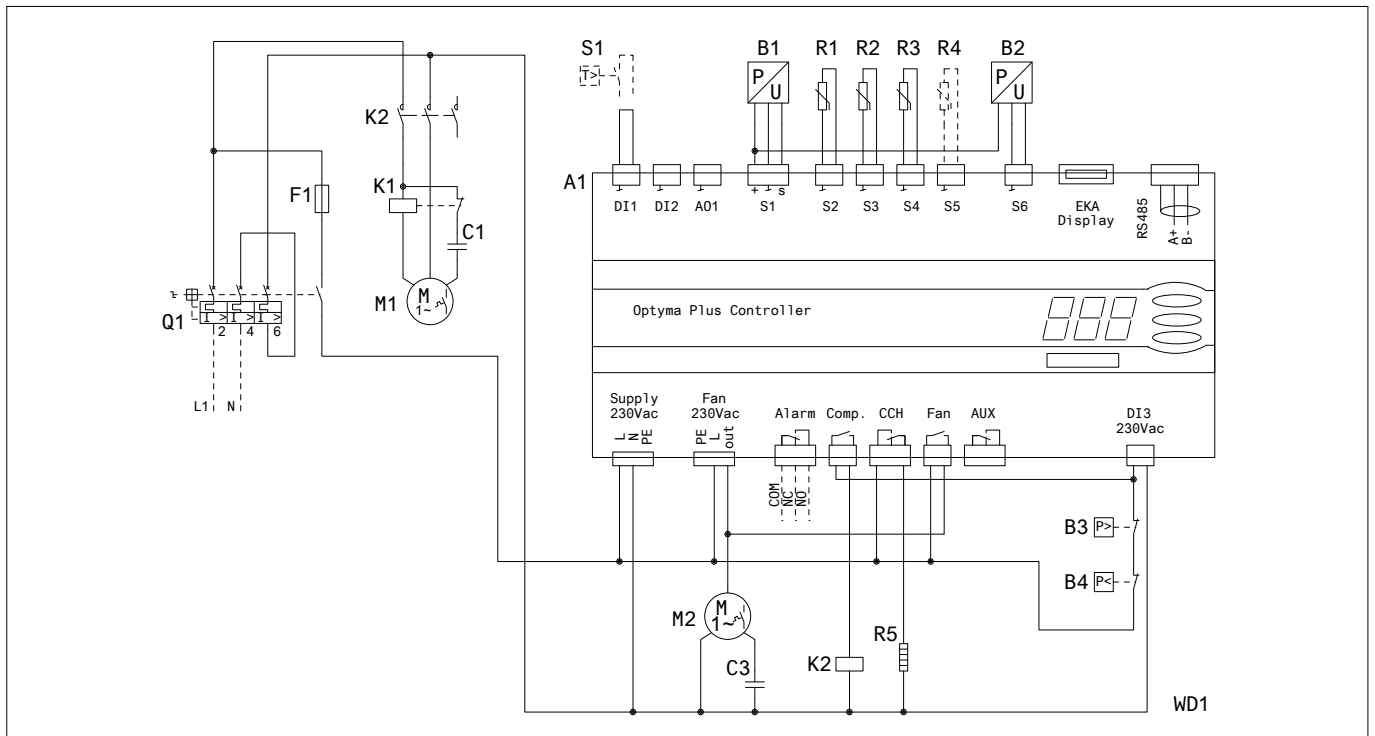 S1 B1 R1 R2 R3 R4 B2
T> P U P U
K2
A1
K1
F1
+ s
DI1 DI2 AO1 S1 S2 S3 S4 S5 S6 EKA
Display
RS485
A+
B-
C1
M1 M
1~
Optyma Plus Controller
Q1 I > I > I >
2 4 6
L1 N
Supply
230Vac
Fan
230Vac
Alarm Comp. CCH Fan AUX DI3
230Vac
L
N
PE
PE
L
out
COM
NC
NO
B3 P>
B4 P<
M2 M
1~
R5
C3 K2
WD1